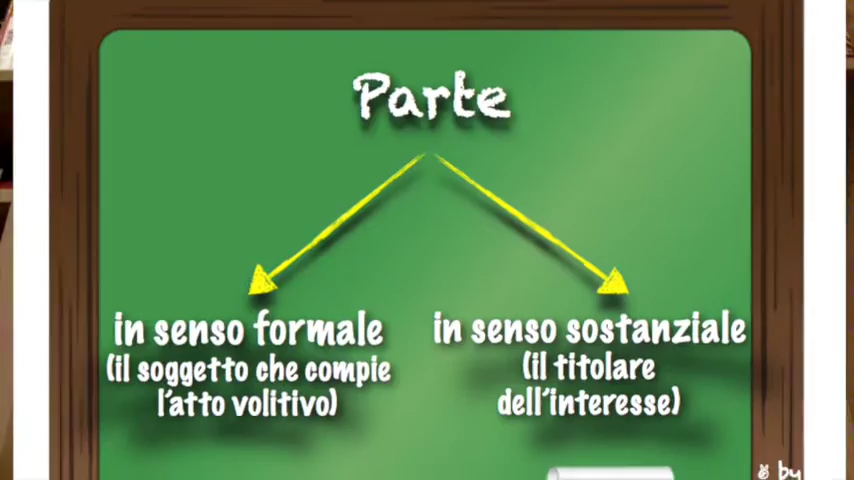 Parte
in senso formale
(il soggetto che compie
l'atto volitivo)
in senso sostanziale
(il titolare
dell'interesse)
by